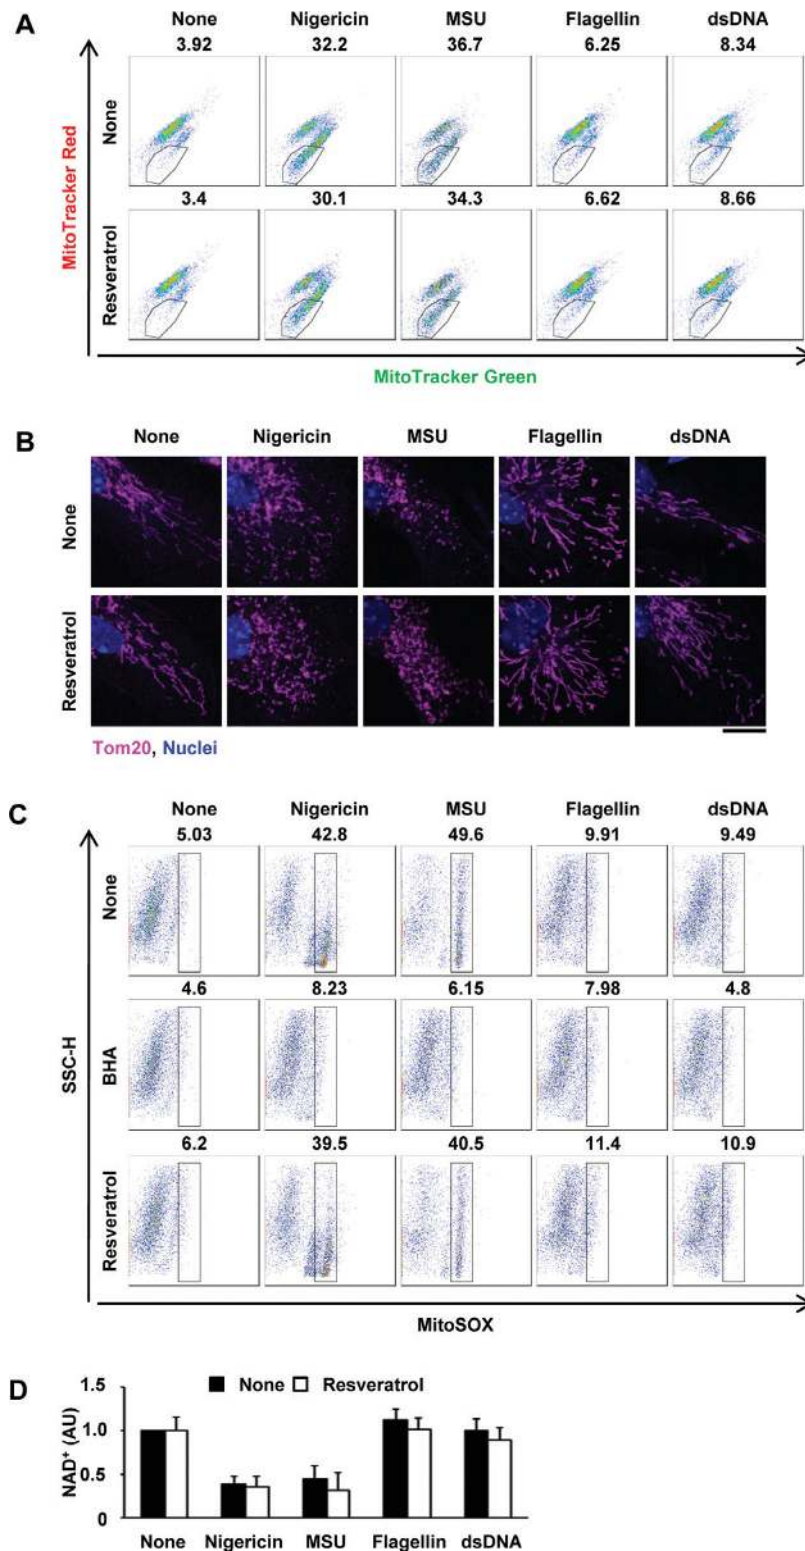 A
None Nigericin MSU Flagellin dsDNA
3.92 32.2 36.7 6.25 8.34
None
3.4 30.1 34.3 6.62 8.66
Resveratrol
MitoTracker Red
MitoTracker Green
B
None Nigericin MSU Flagellin dsDNA
None
Resveratrol
Tom20, Nuclei
C
None Nigericin MSU Flagellin dsDNA
5.03 42.8 49.6 9.91 9.49
None
4.6 8.23 6.15 7.98 4.8
BHA
6.2 39.5 40.5 11.4 10.9
Resveratrol
SSC-H
MitoSOX
D
None Resveratrol
NAD⁺ (AU)
1.5
1.0
0.5
0
None Nigericin MSU Flagellin dsDNA